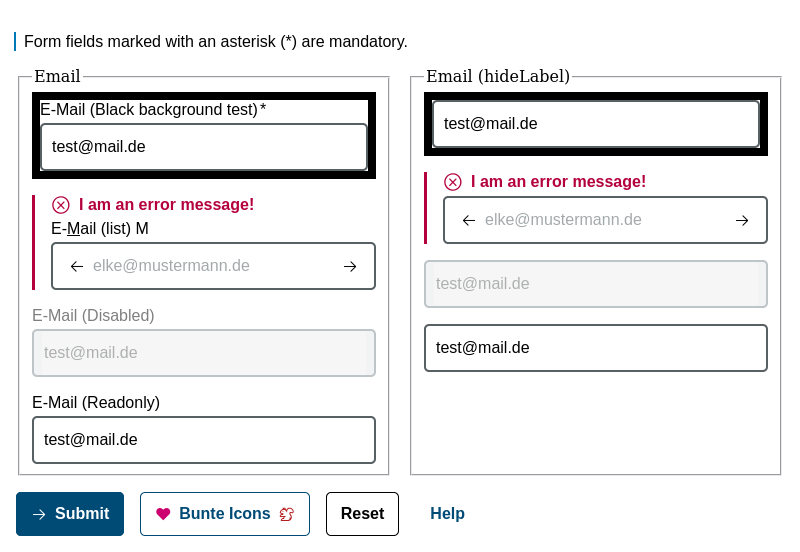 Form fields marked with an asterisk (*) are mandatory.
Email
E-Mail (Black background test)*
test@mail.de
I am an error message!
E-Mail (list) M
elke@mustermann.de
E-Mail (Disabled)
test@mail.de
E-Mail (Readonly)
test@mail.de
Email (hideLabel)
test@mail.de
I am an error message!
elke@mustermann.de
test@mail.de
test@mail.de
Submit
Bunte Icons
Reset
Help